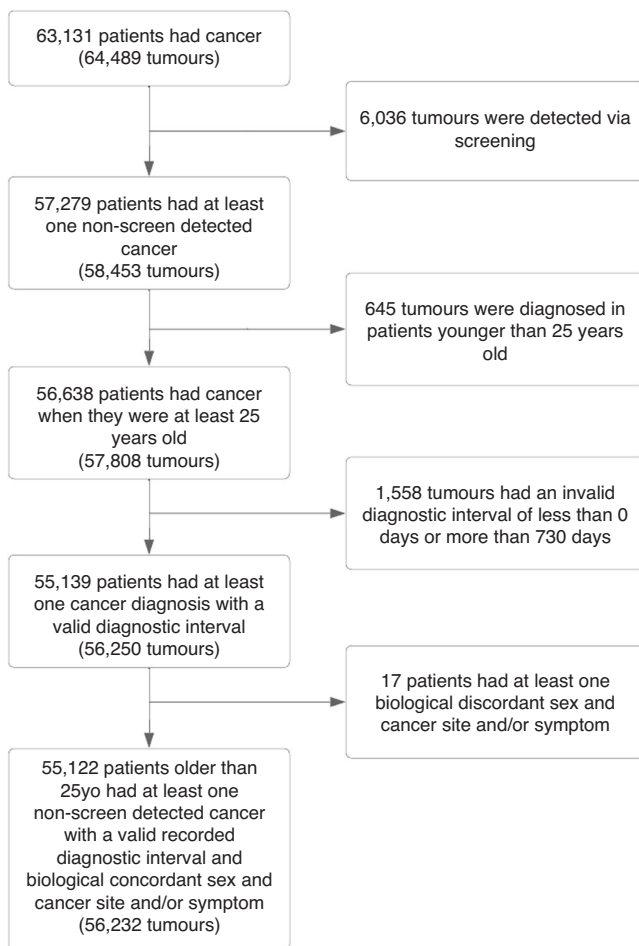 63,131 patients had cancer
(64,489 tumours)
6,036 tumours were detected via
screening
57,279 patients had at least
one non-screen detected
cancer
(58,453 tumours)
645 tumours were diagnosed in
patients younger than 25 years
old
56,638 patients had cancer
when they were at least 25
years old
(57,808 tumours)
1,558 tumours had an invalid
diagnostic interval of less than 0
days or more than 730 days
55,139 patients had at least
one cancer diagnosis with a
valid diagnostic interval
(56,250 tumours)
17 patients had at least one
biological discordant sex and
cancer site and/or symptom
55,122 patients older than
25yo had at least one
non-screen detected cancer
with a valid recorded
diagnostic interval and
biological concordant sex and
cancer site and/or symptom
(56,232 tumours)